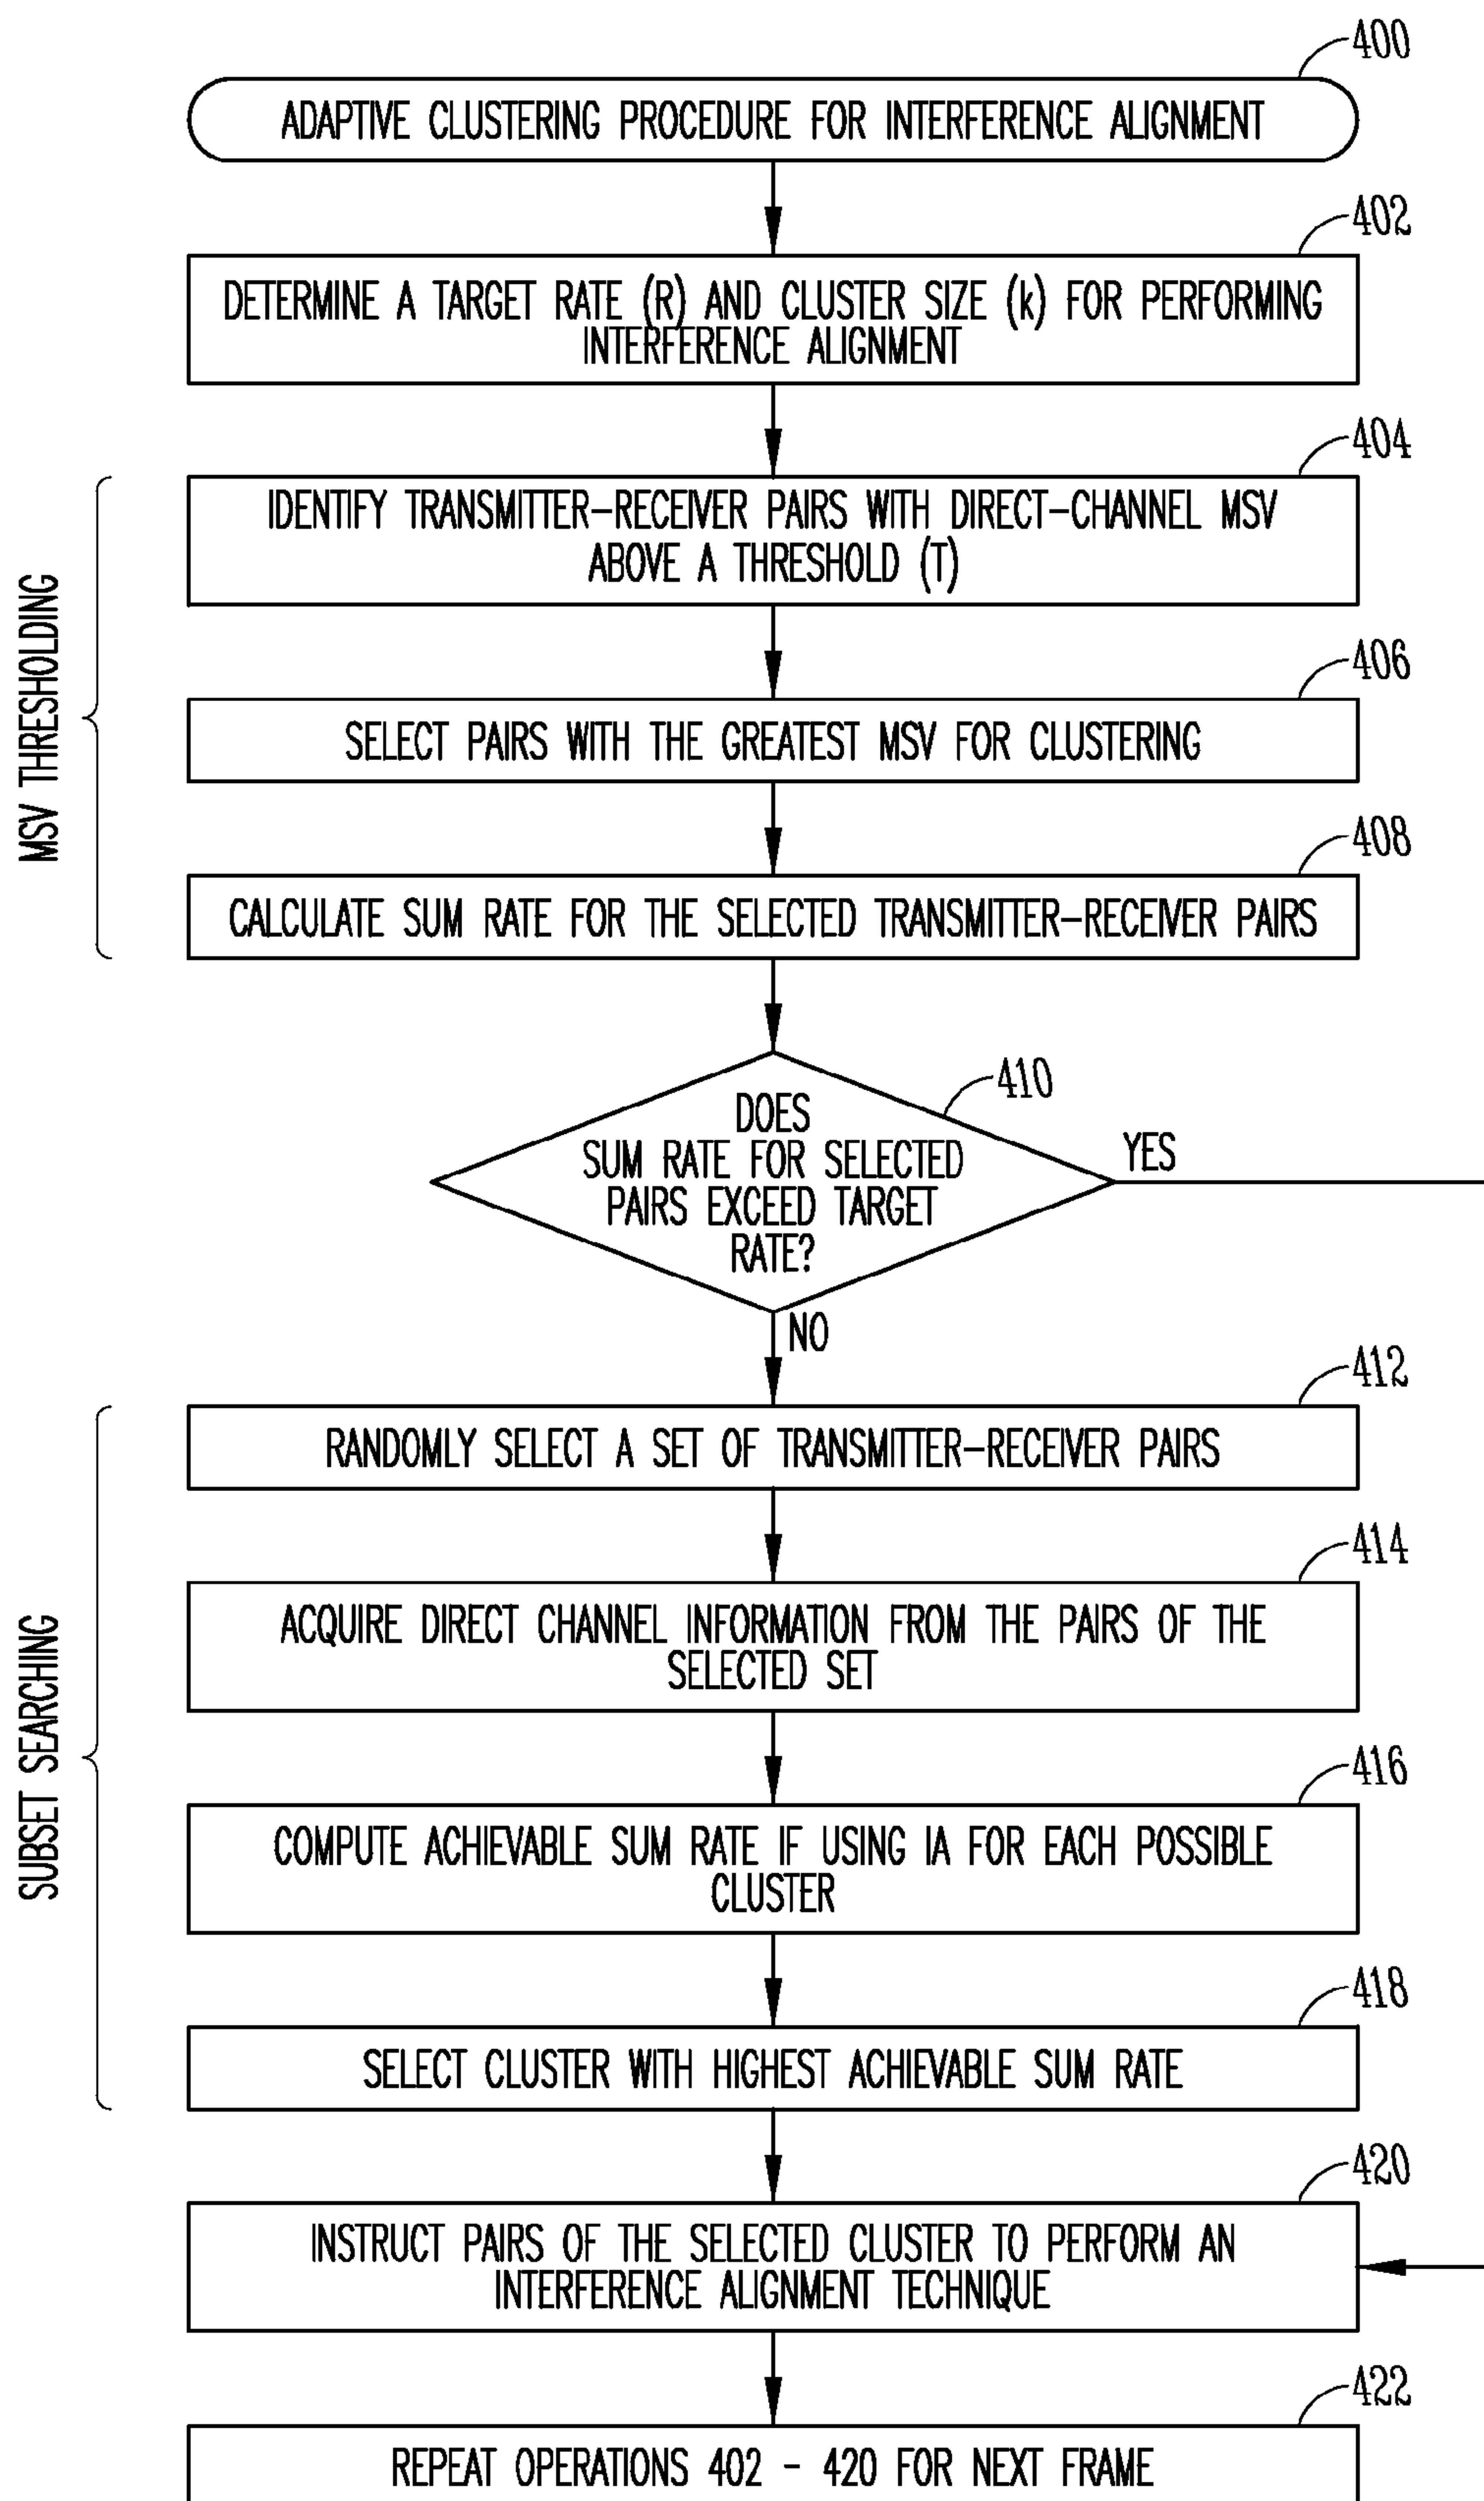 400
ADAPTIVE CLUSTERING PROCEDURE FOR INTERFERENCE ALIGNMENT
402
DETERMINE A TARGET RATE (R) AND CLUSTER SIZE (k) FOR PERFORMING
INTERFERENCE ALIGNMENT
MSV THRESHOLDING
404
IDENTIFY TRANSMITTER-RECEIVER PAIRS WITH DIRECT-CHANNEL MSV
ABOVE A THRESHOLD (T)
406
SELECT PAIRS WITH THE GREATEST MSV FOR CLUSTERING
408
CALCULATE SUM RATE FOR THE SELECTED TRANSMITTER-RECEIVER PAIRS
410
DOES
SUM RATE FOR SELECTED
PAIRS EXCEED TARGET
RATE?
YES
NO
SUBSET SEARCHING
412
RANDOMLY SELECT A SET OF TRANSMITTER-RECEIVER PAIRS
414
ACQUIRE DIRECT CHANNEL INFORMATION FROM THE PAIRS OF THE
SELECTED SET
416
COMPUTE ACHIEVABLE SUM RATE IF USING IA FOR EACH POSSIBLE
CLUSTER
418
SELECT CLUSTER WITH HIGHEST ACHIEVABLE SUM RATE
420
INSTRUCT PAIRS OF THE SELECTED CLUSTER TO PERFORM AN
INTERFERENCE ALIGNMENT TECHNIQUE
422
REPEAT OPERATIONS 402 - 420 FOR NEXT FRAME